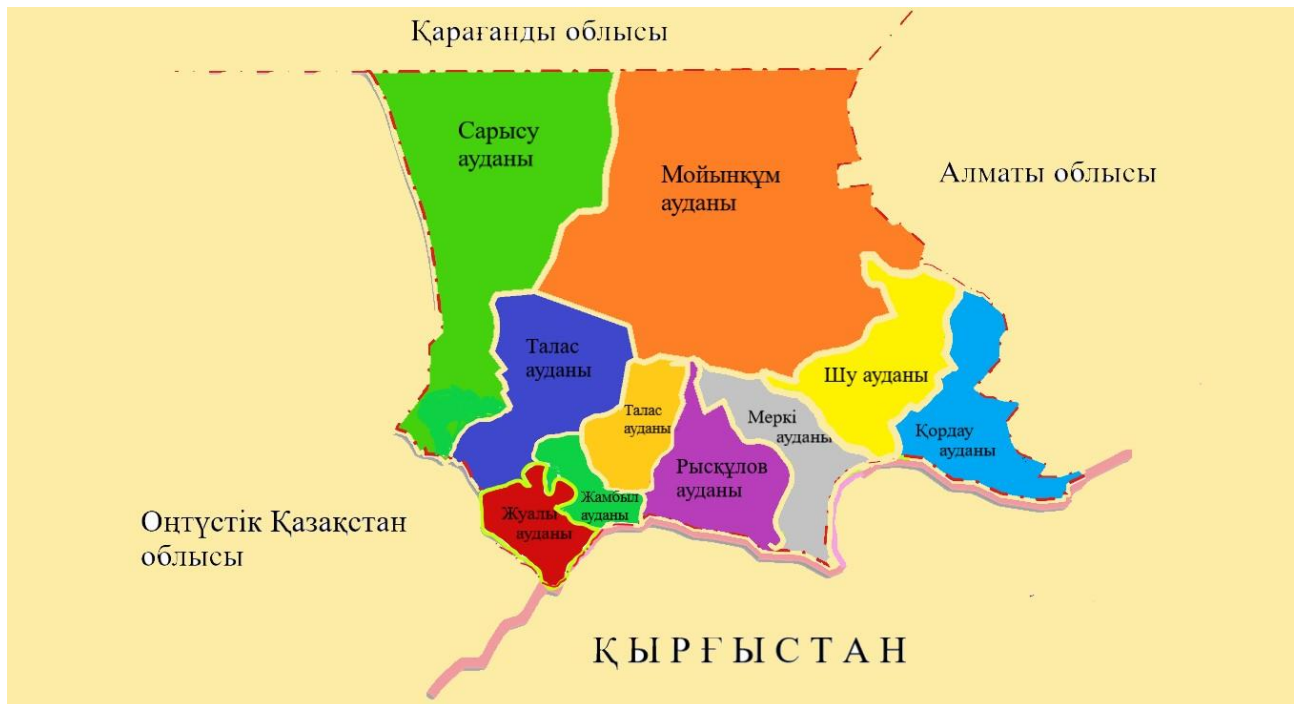 Қарағанды облысы
Сарысу
ауданы
Мойынқұм
ауданы
Алматы облысы
Талас
ауданы
Шу ауданы
Талас
ауданы
Меркі
ауданы
Қордау
ауданы
Рысқұлов
ауданы
Жамбыл
ауданы
Жуалы
ауданы
Оңтүстік Қазақстан
облысы
ҚЫРҒЫСТАН